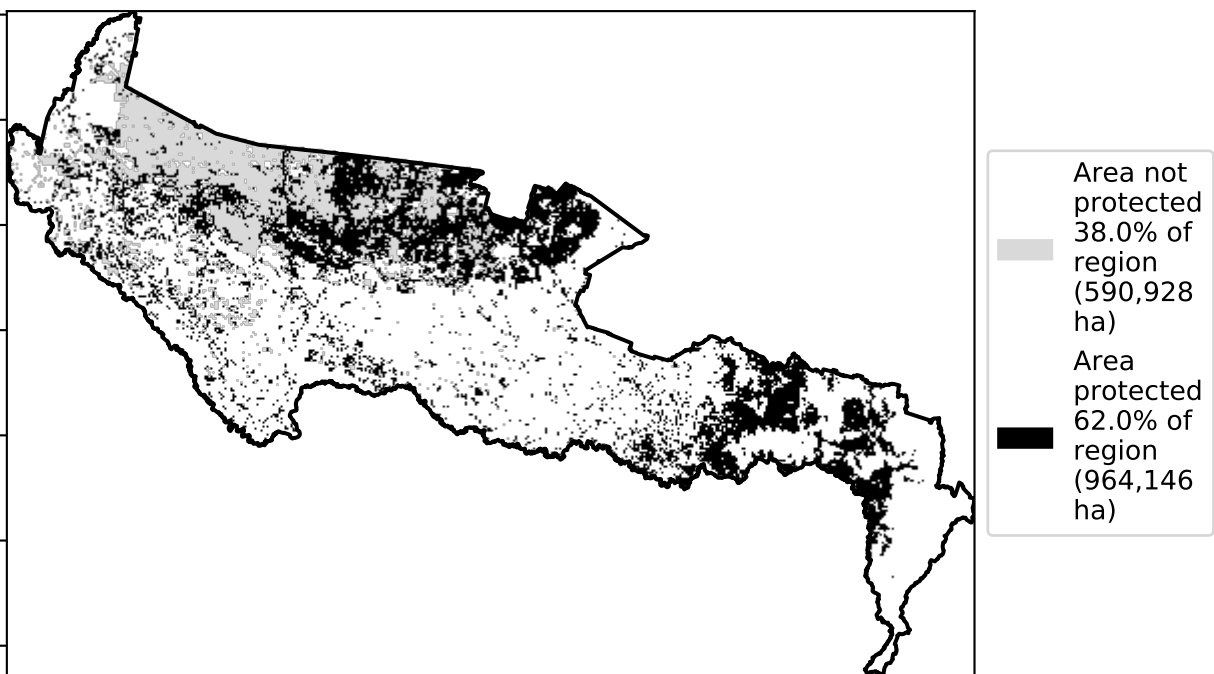 Area not
protected
38.0% of
region
(590,928
ha)
Area
protected
62.0% of
region
(964,146
ha)